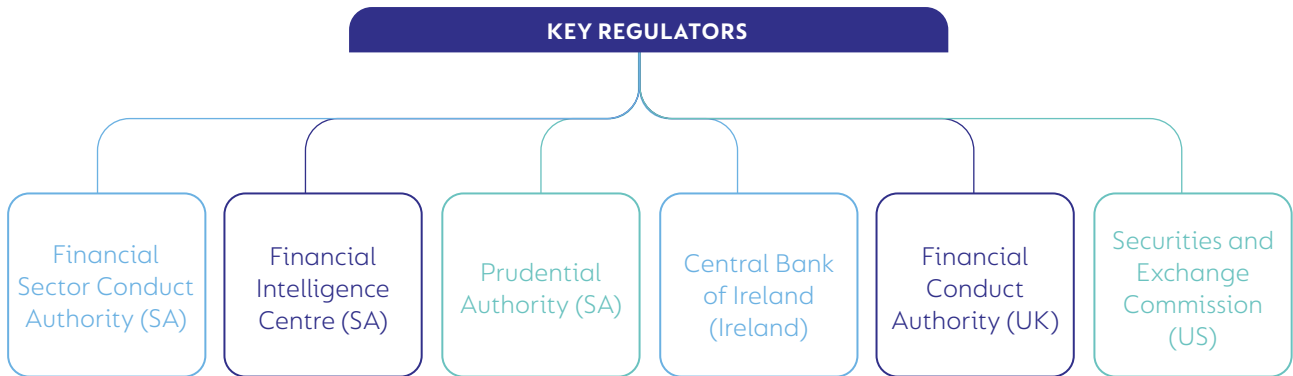 KEY REGULATORS
Financial
Sector Conduct
Authority (SA)
Financial
Intelligence
Centre (SA)
Prudential
Authority (SA)
Central Bank
of Ireland
(Ireland)
Financial
Conduct
Authority (UK)
Securities and
Exchange
Commission
(US)